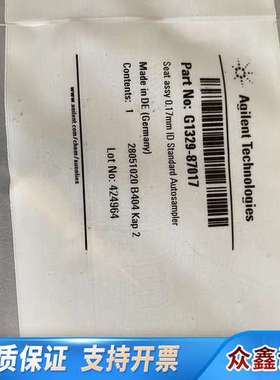 Agilent Technologies
Part No: G1329-87017
Seat assy 0.17mm ID Standard Autosampler
Made in DE (Germany)
28051020 B404 Kap 2
Contents: 1
Lot No: 424964
www.agilent.com/chem/supplies
质保证 支持开票
众鑫